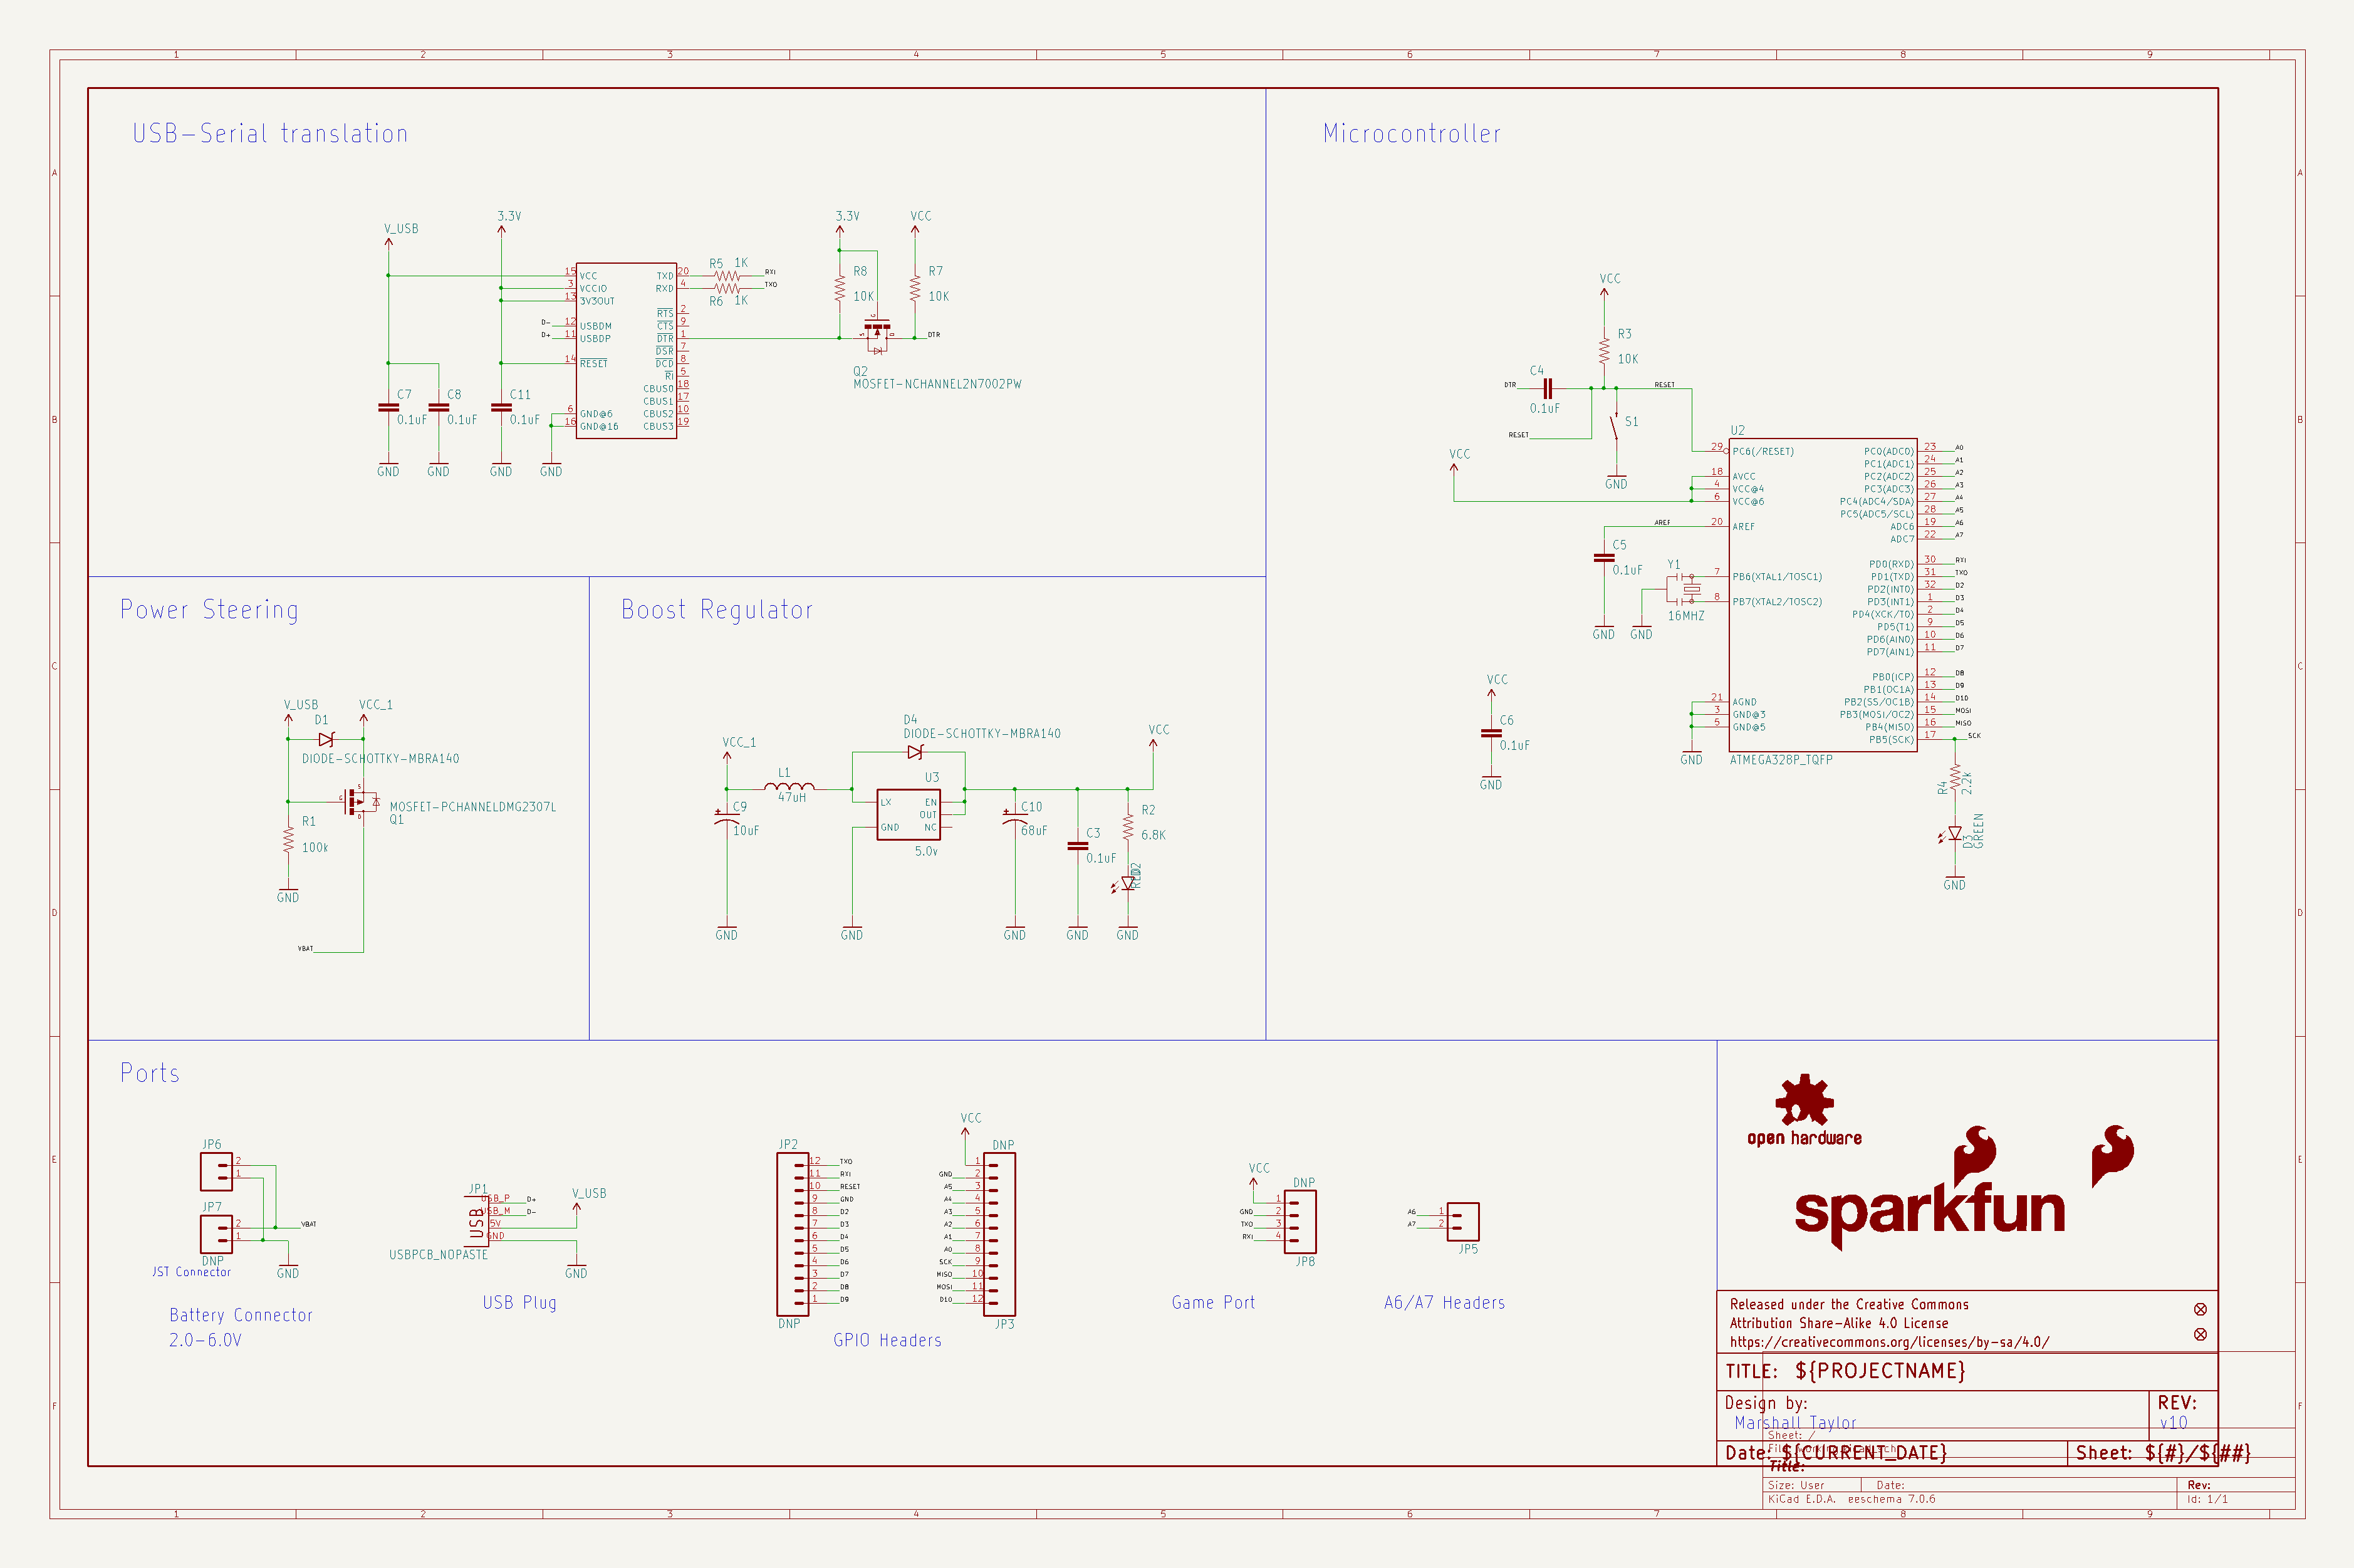 1 2 3 4 5 6 7 8 9
A
B
C
D
E
F
USB-Serial translation
V_USB
3.3V
3.3V
VCC
15 VCC
3 VCCIO
13 3V3OUT
D- 12 USBDM
D+ 11 USBDP
14 RESET
6 GND@6
16 GND@16
TXD 20
RXD 4
RTS 2
CTS 9
DTR 1
DSR 7
DCD 8
RI 5
CBUS0 18
CBUS1 17
CBUS2 10
CBUS3 19
R5 1K RXI
R6 1K TXO
R8
10K
R7
10K
G
S
D
DTR
Q2
MOSFET-NCHANNEL2N7002PW
C7
0.1uF
C8
0.1uF
C11
0.1uF
GND
GND
GND
GND
Microcontroller
VCC
R3
10K
DTR
C4
0.1uF
RESET
RESET
S1
GND
VCC
U2
29 PC6(/RESET)
18 AVCC
4 VCC@4
6 VCC@6
AREF 20 AREF
7 PB6(XTAL1/TOSC1)
8 PB7(XTAL2/TOSC2)
21 AGND
3 GND@3
5 GND@5
GND
ATMEGA328P_TQFP
C5
0.1uF
GND
Y1
16MHZ
GND
VCC
C6
0.1uF
GND
PC0(ADC0) 23 A0
PC1(ADC1) 24 A1
PC2(ADC2) 25 A2
PC3(ADC3) 26 A3
PC4(ADC4/SDA) 27 A4
PC5(ADC5/SCL) 28 A5
ADC6 19 A6
ADC7 22 A7
PD0(RXD) 30 RXI
PD1(TXD) 31 TXO
PD2(INT0) 32 D2
PD3(INT1) 1 D3
PD4(XCK/T0) 2 D4
PD5(T1) 9 D5
PD6(AIN0) 10 D6
PD7(AIN1) 11 D7
PB0(ICP) 12 D8
PB1(OC1A) 13 D9
PB2(SS/OC1B) 14 D10
PB3(MOSI/OC2) 15 MOSI
PB4(MISO) 16 MISO
PB5(SCK) 17 SCK
R4
2.2k
D3
GREEN
GND
Power Steering
V_USB
VCC_1
D1
DIODE-SCHOTTKY-MBRA140
G
S
D
MOSFET-PCHANNELDMG2307L
Q1
R1
100k
GND
VBAT
Boost Regulator
VCC_1
L1
47uH
D4
DIODE-SCHOTTKY-MBRA140
U3
LX
GND
EN
OUT
NC
5.0v
C9
10uF
C10
68uF
C3
0.1uF
VCC
R2
6.8K
D2
RED
GND
GND
GND
GND
GND
Ports
JP6
2
1
JP7
2
1
DNP
VBAT
GND
JST Connector
Battery Connector
2.0-6.0V
JP1
USB
USB_P D+
USB_M D-
5V
GND
V_USB
GND
USBPCB_NOPASTE
USB Plug
JP2
12 TXO
11 RXI
10 RESET
9 GND
8 D2
7 D3
6 D4
5 D5
4 D6
3 D7
2 D8
1 D9
DNP
VCC
DNP
1
GND 2
A5 3
A4 4
A3 5
A2 6
A1 7
A0 8
SCK 9
MISO 10
MOSI 11
D10 12
JP3
GPIO Headers
VCC
DNP
1
GND 2
TXO 3
RXI 4
JP8
Game Port
A6 1
A7 2
JP5
A6/A7 Headers
open hardware
sparkfun
Released under the Creative Commons
Attribution Share-Alike 4.0 License
https://creativecommons.org/licenses/by-sa/4.0/
TITLE: ${PROJECTNAME}
Design by:
Marshall Taylor
REV:
v10
Date: ${CURRENT_DATE}
Sheet: ${#}/${##}
Sheet: /
Title:
Size: User
Date:
Rev:
KiCad E.D.A. eeschema 7.0.6
Id: 1/1
A
B
C
D
E
F
1 2 3 4 5 6 7 8 9